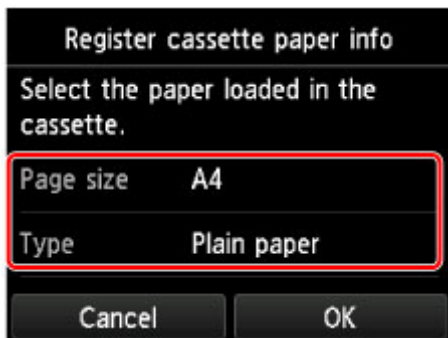 Register cassette paper info
Select the paper loaded in the
cassette.
Page size A4
Type Plain paper
Cancel OK